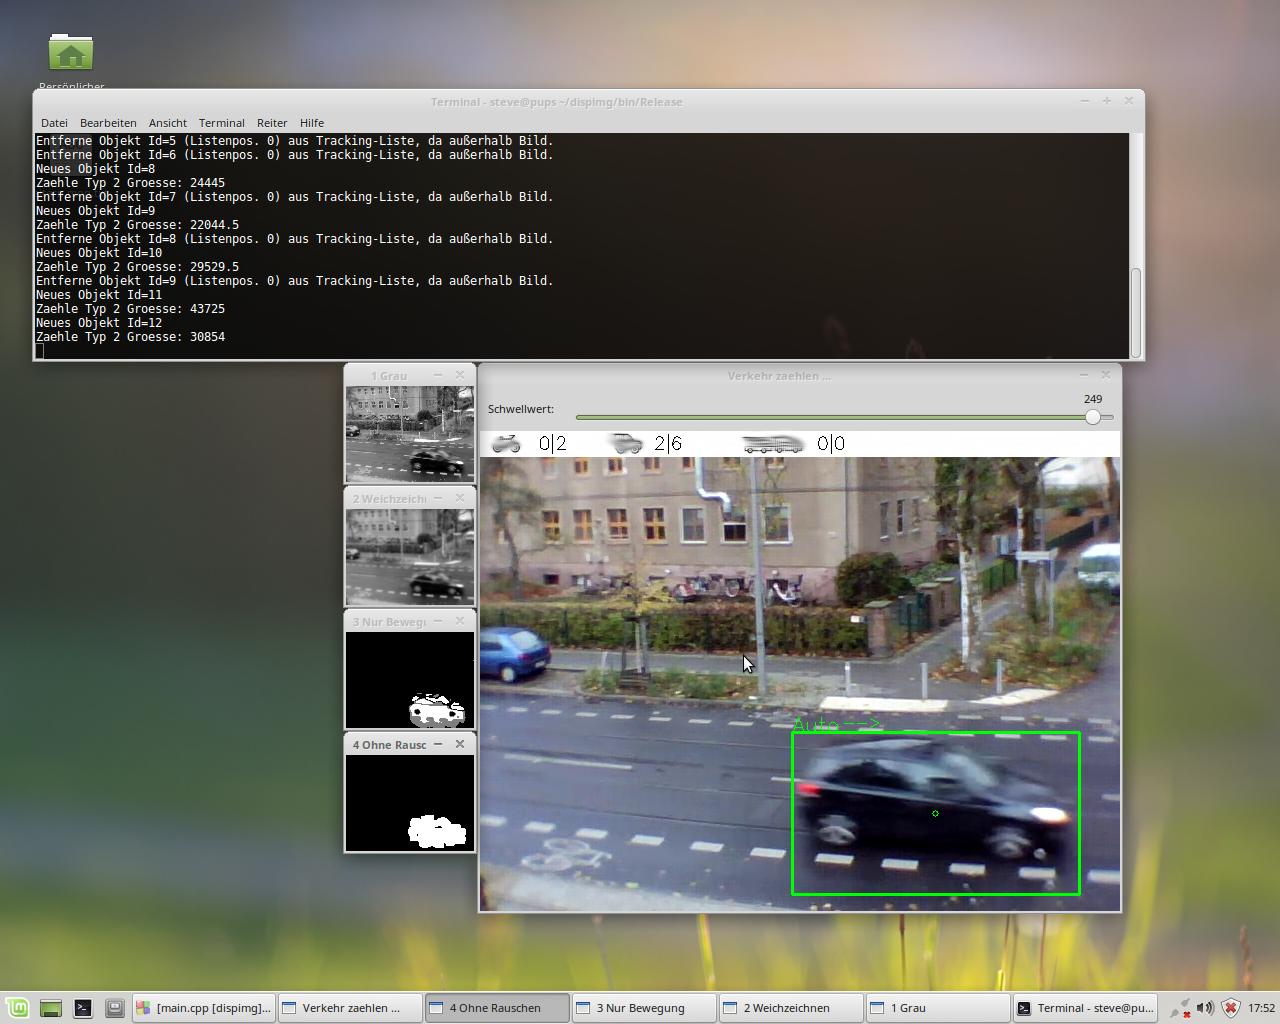 Persönlicher
Terminal - steve@pups ~/dispimg/bin/Release
Datei Bearbeiten Ansicht Terminal Reiter Hilfe
Entferne Objekt Id=5 (Listenpos. 0) aus Tracking-Liste, da außerhalb Bild.
Entferne Objekt Id=6 (Listenpos. 0) aus Tracking-Liste, da außerhalb Bild.
Neues Objekt Id=8
Zaehle Typ 2 Groesse: 24445
Entferne Objekt Id=7 (Listenpos. 0) aus Tracking-Liste, da außerhalb Bild.
Neues Objekt Id=9
Zaehle Typ 2 Groesse: 22044.5
Entferne Objekt Id=8 (Listenpos. 0) aus Tracking-Liste, da außerhalb Bild.
Neues Objekt Id=10
Zaehle Typ 2 Groesse: 29529.5
Entferne Objekt Id=9 (Listenpos. 0) aus Tracking-Liste, da außerhalb Bild.
Neues Objekt Id=11
Zaehle Typ 2 Groesse: 43725
Neues Objekt Id=12
Zaehle Typ 2 Groesse: 30854
1 Grau
2 Weichzeichn
3 Nur Beweg
4 Ohne Rausc
Verkehr zaehlen ...
Schwellwert: 249
0|2 2|6 0|0
Auto --->
[main.cpp [dispimg]... Verkehr zaehlen ... 4 Ohne Rauschen 3 Nur Bewegung 2 Weichzeichnen 1 Grau Terminal - steve@pu... 17:52